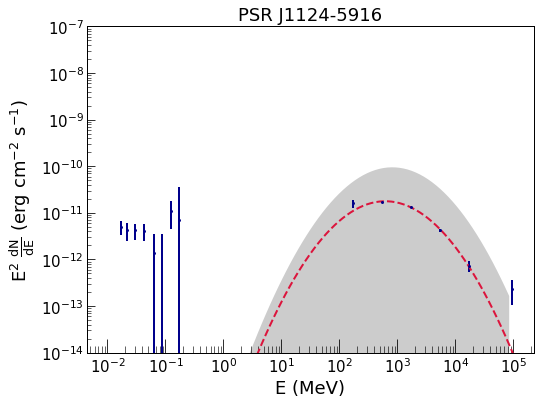 PSR J1124-5916
E² dN/dE (erg cm⁻² s⁻¹)
10⁻⁷
10⁻⁸
10⁻⁹
10⁻¹⁰
10⁻¹¹
10⁻¹²
10⁻¹³
10⁻¹⁴
10⁻² 10⁻¹ 10⁰ 10¹ 10² 10³ 10⁴ 10⁵
E (MeV)